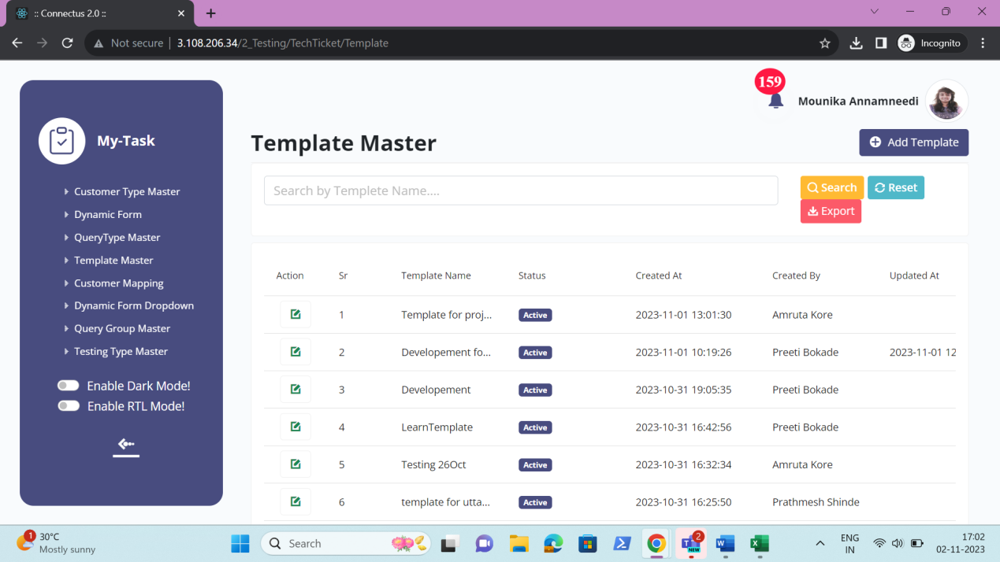 :: Connectus 2.0 ::
Not secure 3.108.206.34/2_Testing/TechTicket/Template
Incognito
159
Mounika Annamneedi
My-Task
Customer Type Master
Dynamic Form
QueryType Master
Template Master
Customer Mapping
Dynamic Form Dropdown
Query Group Master
Testing Type Master
Enable Dark Mode!
Enable RTL Mode!
Template Master
Add Template
Search by Templete Name....
Search
Reset
Export
Action Sr Template Name Status Created At Created By Updated At
1 Template for proj... Active 2023-11-01 13:01:30 Amruta Kore
2 Developement fo... Active 2023-11-01 10:19:26 Preeti Bokade 2023-11-01 12
3 Developement Active 2023-10-31 19:05:35 Preeti Bokade
4 LearnTemplate Active 2023-10-31 16:42:56 Preeti Bokade
5 Testing 26Oct Active 2023-10-31 16:32:34 Amruta Kore
6 template for utta... Active 2023-10-31 16:25:50 Prathmesh Shinde
1
30°C
Mostly sunny
Search
2
NEW
ENG
IN
17:02
02-11-2023